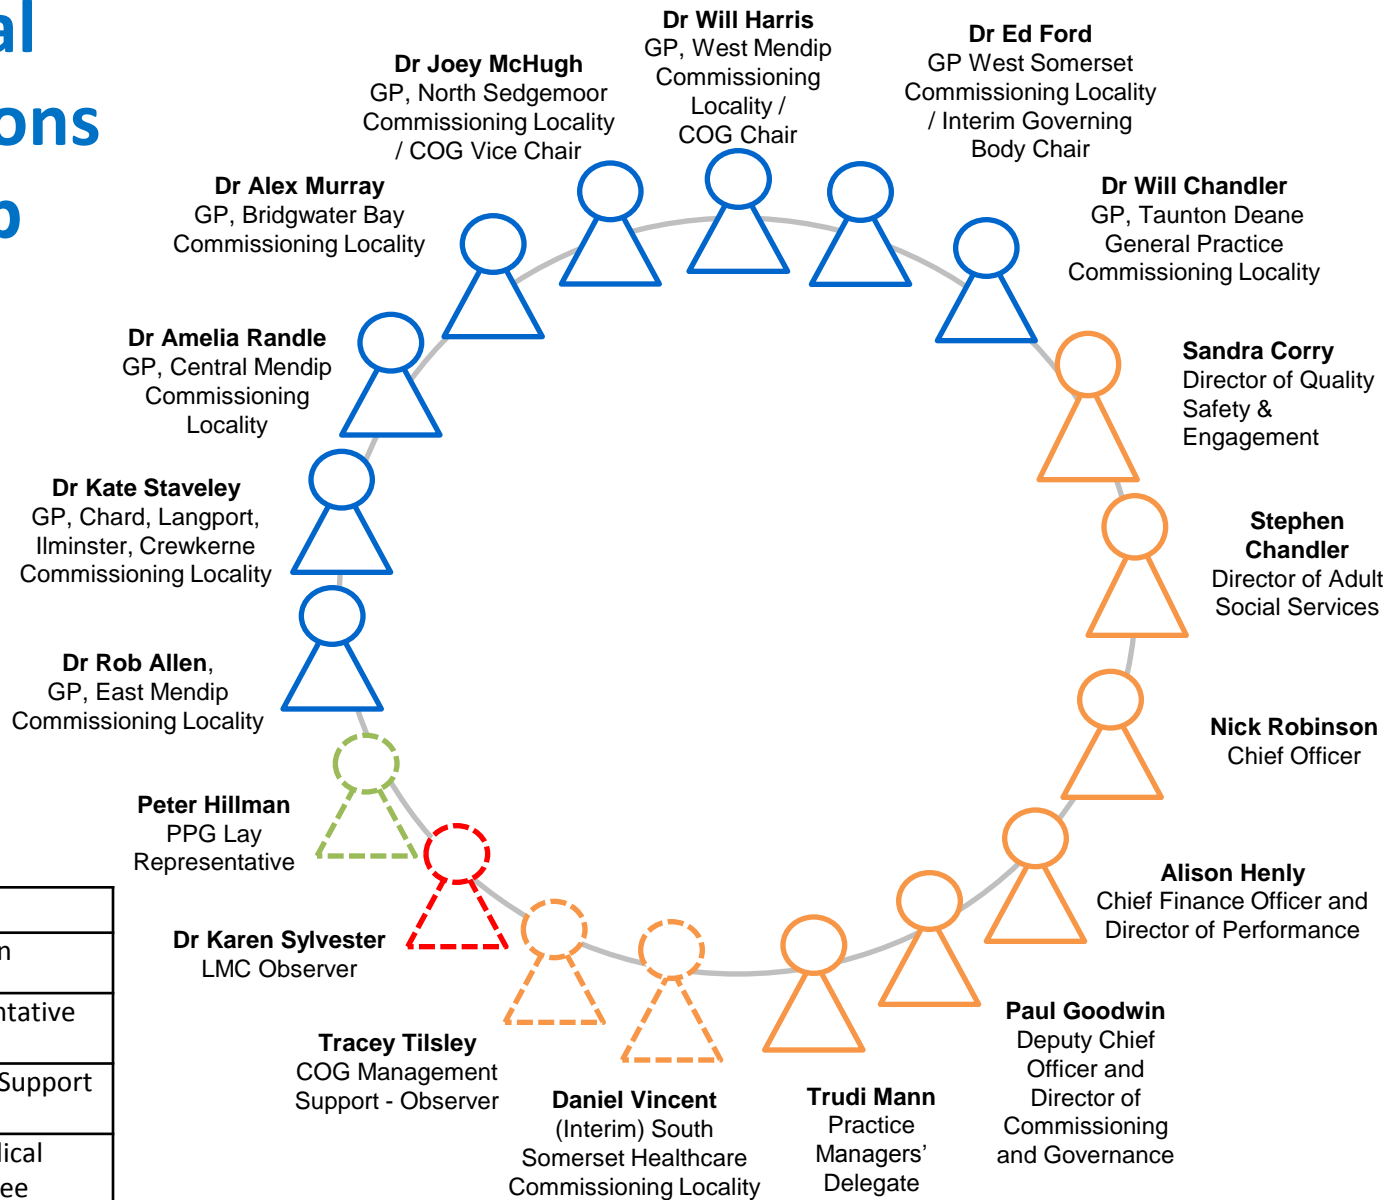 al
ons
p
Dr Will Harris
GP, West Mendip
Commissioning
Locality /
COG Chair
Dr Ed Ford
GP West Somerset
Commissioning Locality
/ Interim Governing
Body Chair
Dr Joey McHugh
GP, North Sedgemoor
Commissioning Locality
/ COG Vice Chair
Dr Alex Murray
GP, Bridgwater Bay
Commissioning Locality
Dr Will Chandler
GP, Taunton Deane
General Practice
Commissioning Locality
Dr Amelia Randle
GP, Central Mendip
Commissioning
Locality
Sandra Corry
Director of Quality
Safety &
Engagement
Dr Kate Staveley
GP, Chard, Langport,
Ilminster, Crewkerne
Commissioning Locality
Stephen
Chandler
Director of Adult
Social Services
Dr Rob Allen,
GP, East Mendip
Commissioning Locality
Nick Robinson
Chief Officer
Peter Hillman
PPG Lay
Representative
Alison Henly
Chief Finance Officer and
Director of Performance
Dr Karen Sylvester
LMC Observer
Paul Goodwin
Deputy Chief
Officer and
Director of
Commissioning
and Governance
Tracey Tilsley
COG Management
Support - Observer
Daniel Vincent
(Interim) South
Somerset Healthcare
Commissioning Locality
Trudi Mann
Practice
Managers’
Delegate
n
ntative
Support
dical
ee